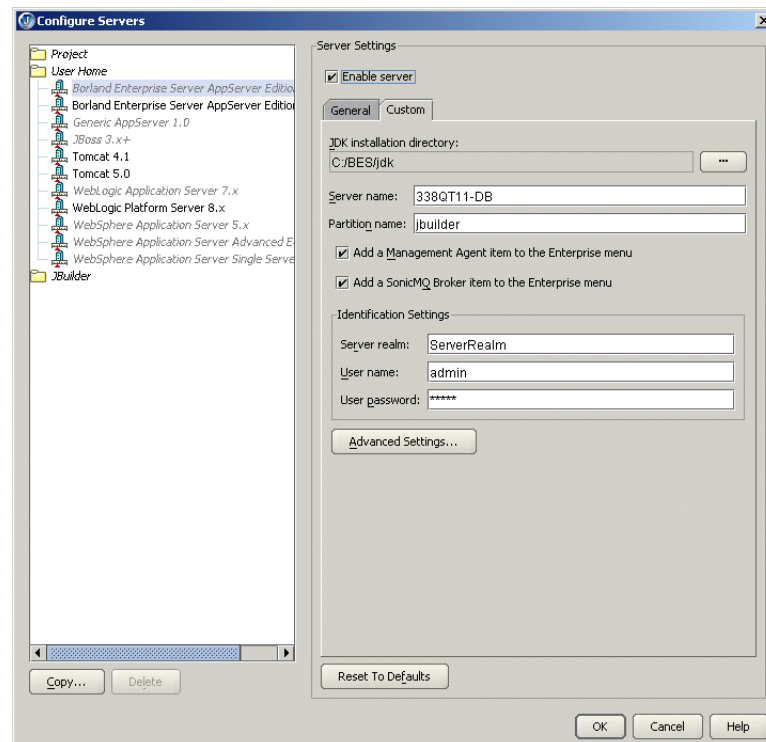 Configure Servers
Project
User Home
Borland Enterprise Server AppServer Editio
Borland Enterprise Server AppServer Edition
Generic AppServer 1.0
JBoss 3.x+
Tomcat 4.1
Tomcat 5.0
WebLogic Application Server 7.x
WebLogic Platform Server 8.x
WebSphere Application Server 5.x
WebSphere Application Server Advanced E
WebSphere Application Server Single Serve
JBuilder
Copy...
Delete
Server Settings
Enable server
General
Custom
JDK installation directory:
C:/BES/jdk
...
Server name: 338QT11-DB
Partition name: jbuilder
Add a Management Agent item to the Enterprise menu
Add a SonicMQ Broker item to the Enterprise menu
Identification Settings
Server realm: ServerRealm
User name: admin
User password: *****
Advanced Settings...
Reset To Defaults
OK
Cancel
Help